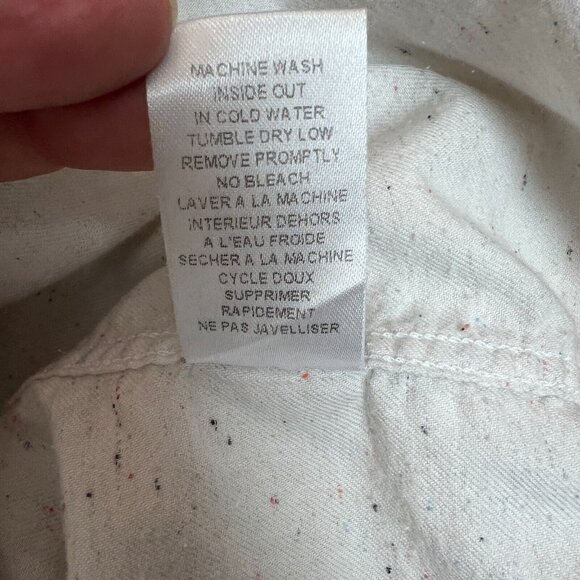 MACHINE WASH
INSIDE OUT
IN COLD WATER
TUMBLE DRY LOW
REMOVE PROMPTLY
NO BLEACH
LAVER A LA MACHINE
INTERIEUR DEHORS
A L'EAU FROIDE
SECHER A LA MACHINE
CYCLE DOUX
SUPPRIMER
RAPIDEMENT
NE PAS JAVELLISER